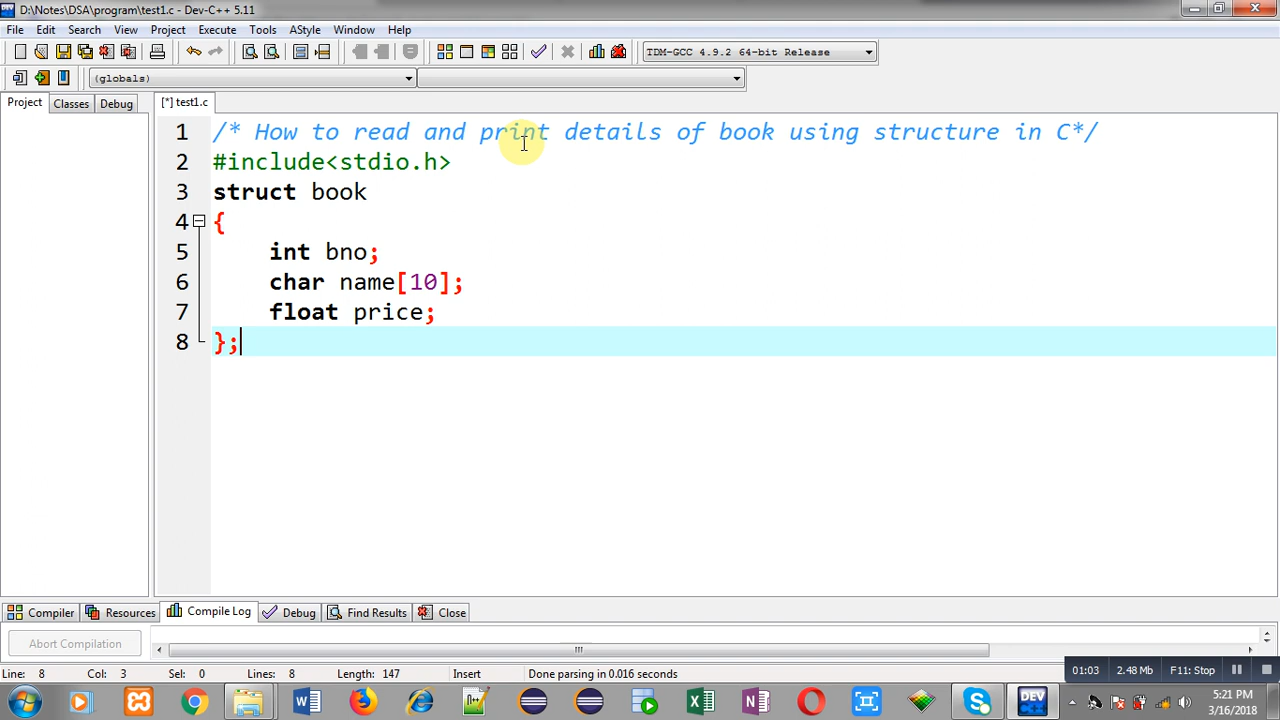 D:\Notes\DSA\program\test1.c - Dev-C++ 5.11
File Edit Search View Project Execute Tools AStyle Window Help
TDM-GCC 4.9.2 64-bit Release
(globals)
Project Classes Debug
[*] test1.c
1 /* How to read and print details of book using structure in C*/
2 #include<stdio.h>
3 struct book
4 {
5 int bno;
6 char name[10];
7 float price;
8 };
Compiler Resources Compile Log Debug Find Results Close
Abort Compilation
Line: 8 Col: 3 Sel: 0 Lines: 8 Length: 147 Insert Done parsing in 0.016 seconds
01:03 2.48 Mb F11: Stop
DEV
5:21 PM
3/16/2018